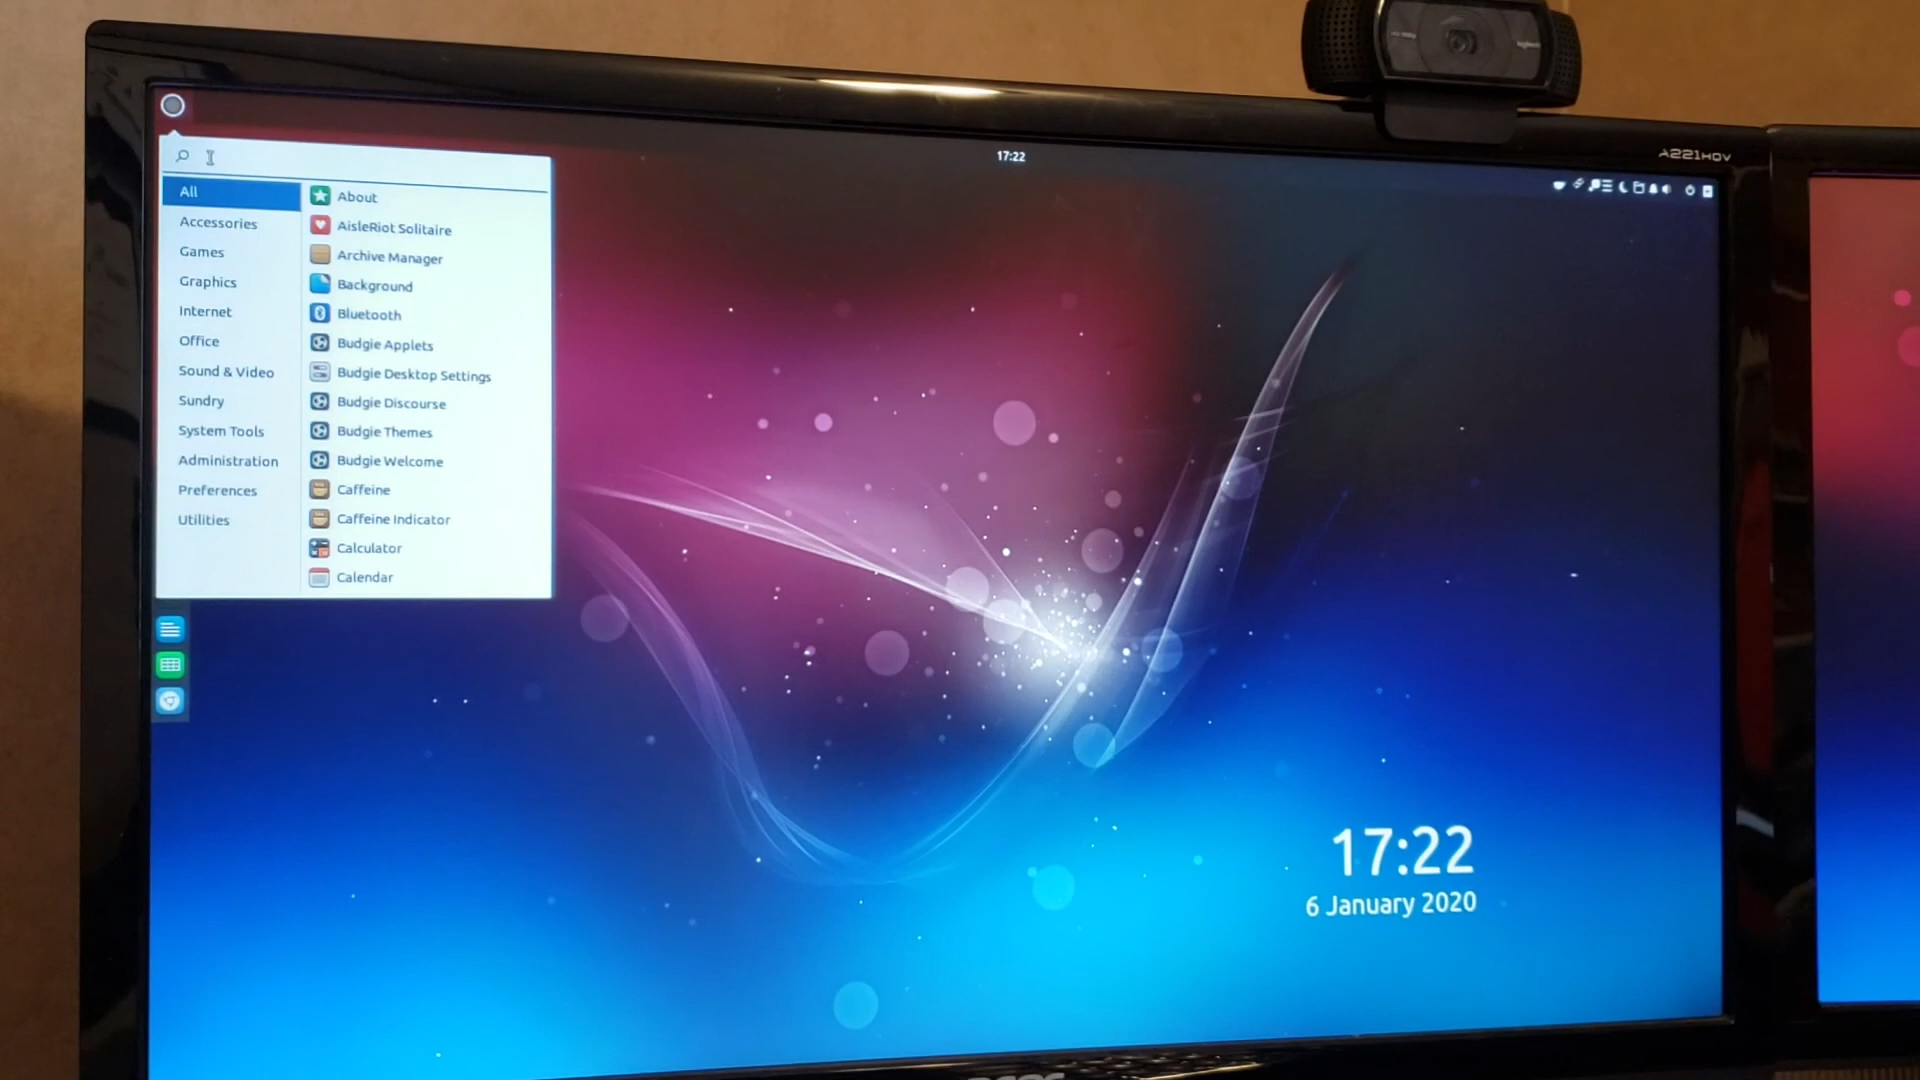 logitech
A221HQV
17:22
All
Accessories
Games
Graphics
Internet
Office
Sound & Video
Sundry
System Tools
Administration
Preferences
Utilities
About
AisleRiot Solitaire
Archive Manager
Background
Bluetooth
Budgie Applets
Budgie Desktop Settings
Budgie Discourse
Budgie Themes
Budgie Welcome
Caffeine
Caffeine Indicator
Calculator
Calendar
17:22
6 January 2020